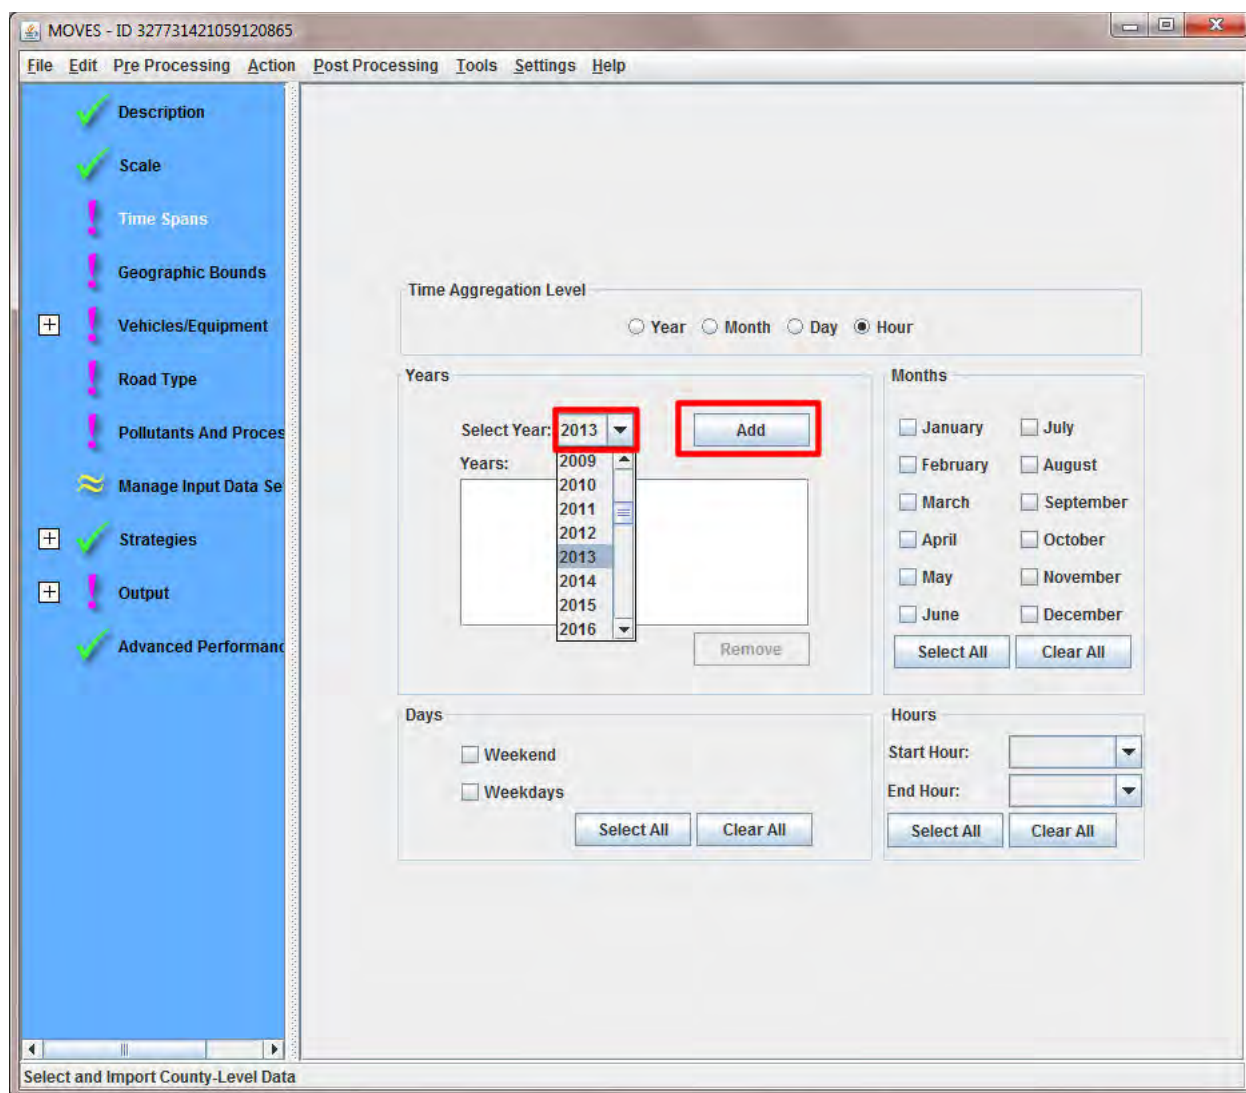 MOVES - ID 327731421059120865
File Edit Pre Processing Action Post Processing Tools Settings Help
Description
Scale
Time Spans
Geographic Bounds
Vehicles/Equipment
Road Type
Pollutants And Proces
Manage Input Data Se
Strategies
Output
Advanced Performanc
Time Aggregation Level
Year Month Day Hour
Years
Select Year: 2013 Add
Years:
2009
2010
2011
2012
2013
2014
2015
2016
Remove
Months
January July
February August
March September
April October
May November
June December
Select All Clear All
Days
Weekend
Weekdays
Select All Clear All
Hours
Start Hour:
End Hour:
Select All Clear All
Select and Import County-Level Data